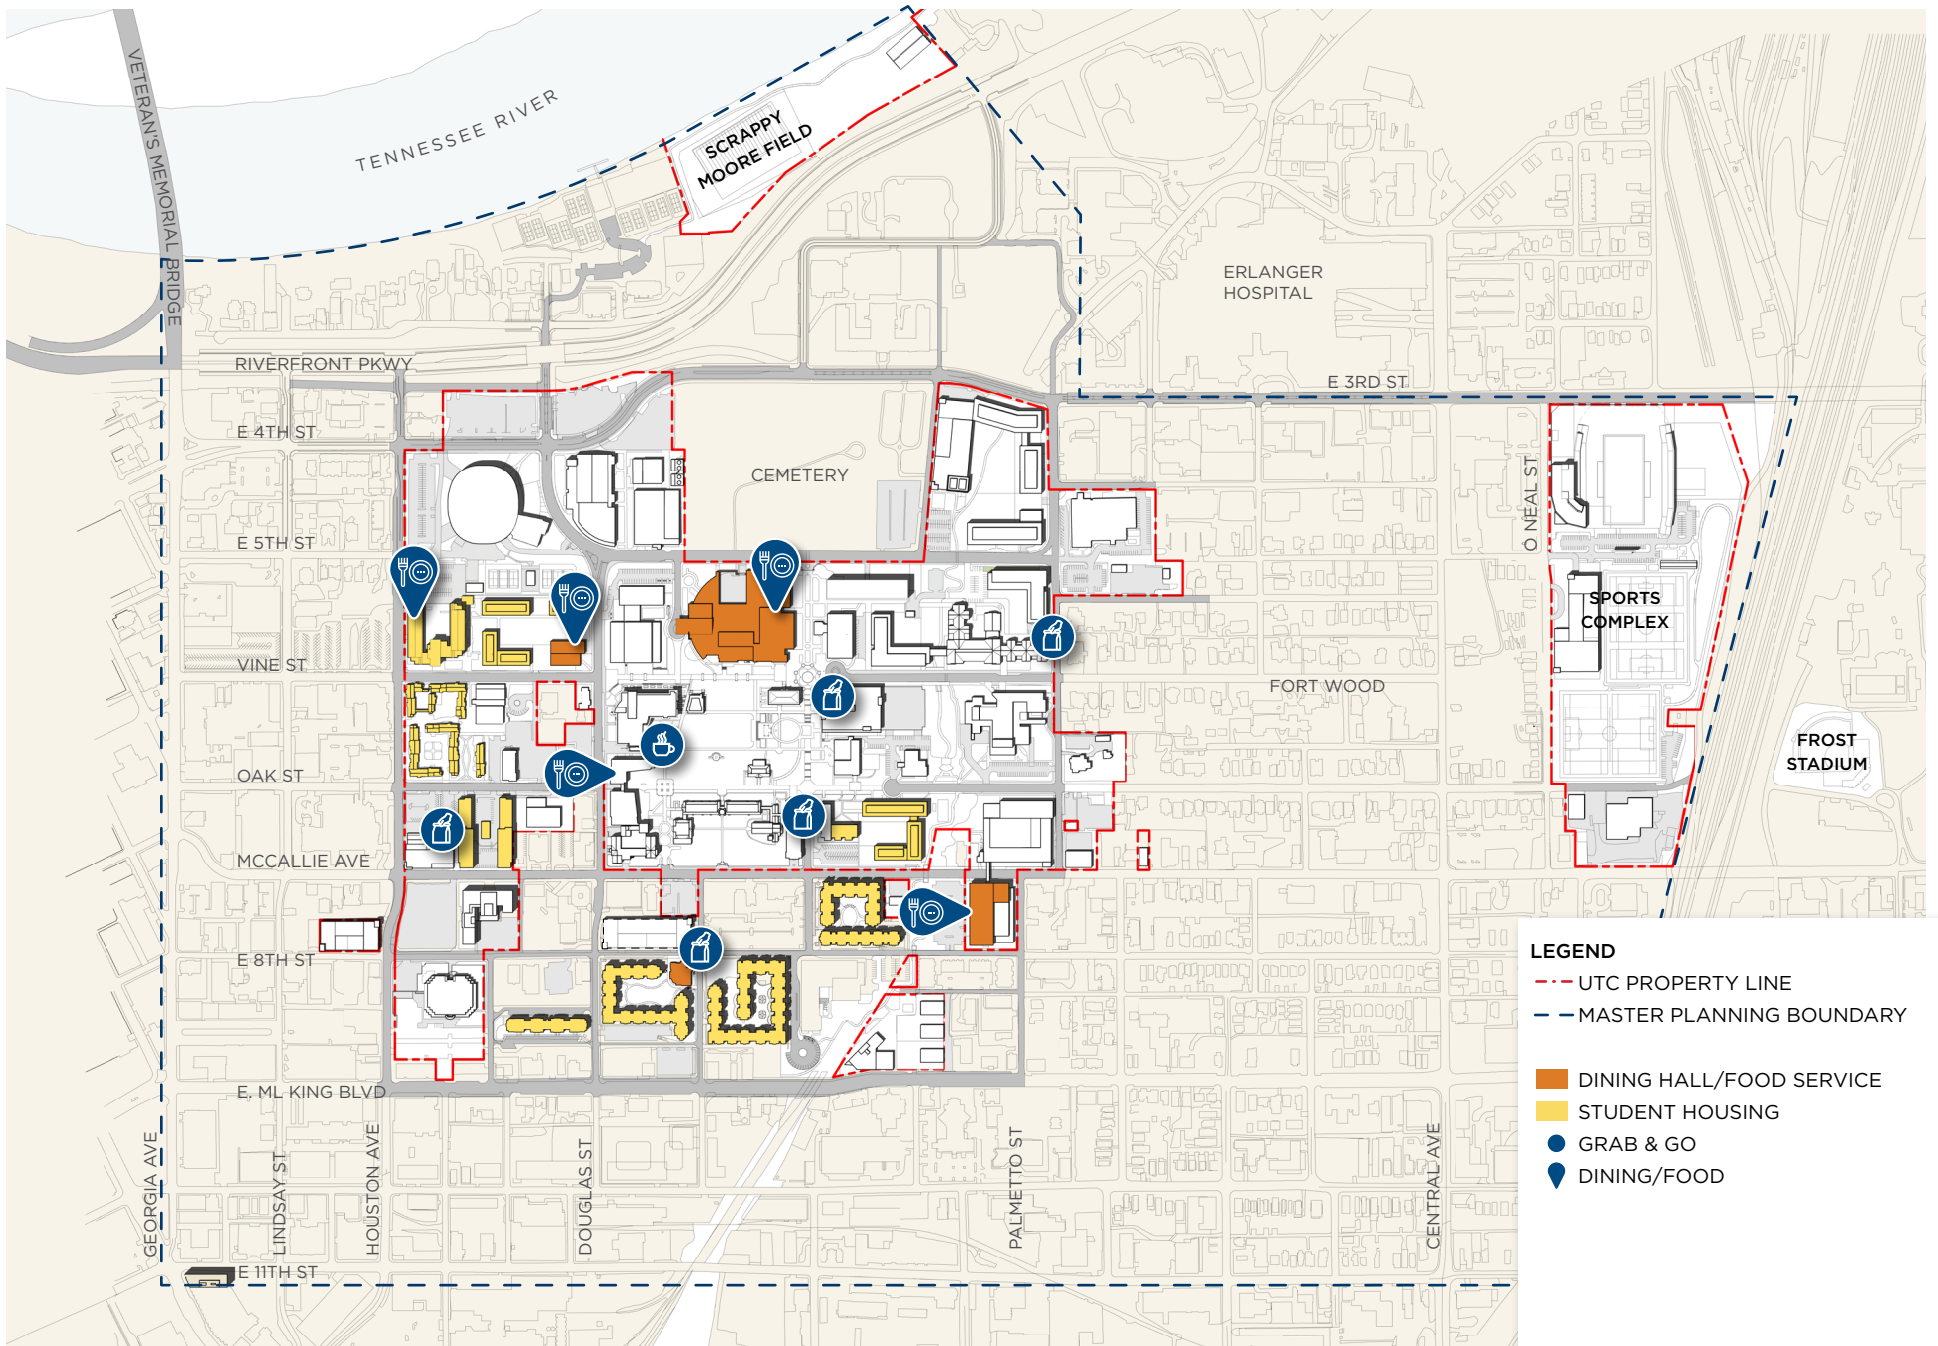 VETERAN'S MEMORIAL BRIDGE
TENNESSEE RIVER
SCRAPPY
MOORE FIELD
ERLANGER
HOSPITAL
RIVERFRONT PKWY
E 3RD ST
E 4TH ST
CEMETERY
O NEAL ST
E 5TH ST
SPORTS
COMPLEX
VINE ST
FORT WOOD
FROST
STADIUM
OAK ST
MCCALLIE AVE
E 8TH ST
E. ML KING BLVD
GEORGIA AVE
LINDSAY ST
HOUSTON AVE
DOUGLAS ST
PALMETTO ST
CENTRAL AVE
E 11TH ST
LEGEND
UTC PROPERTY LINE
MASTER PLANNING BOUNDARY
DINING HALL/FOOD SERVICE
STUDENT HOUSING
GRAB & GO
DINING/FOOD